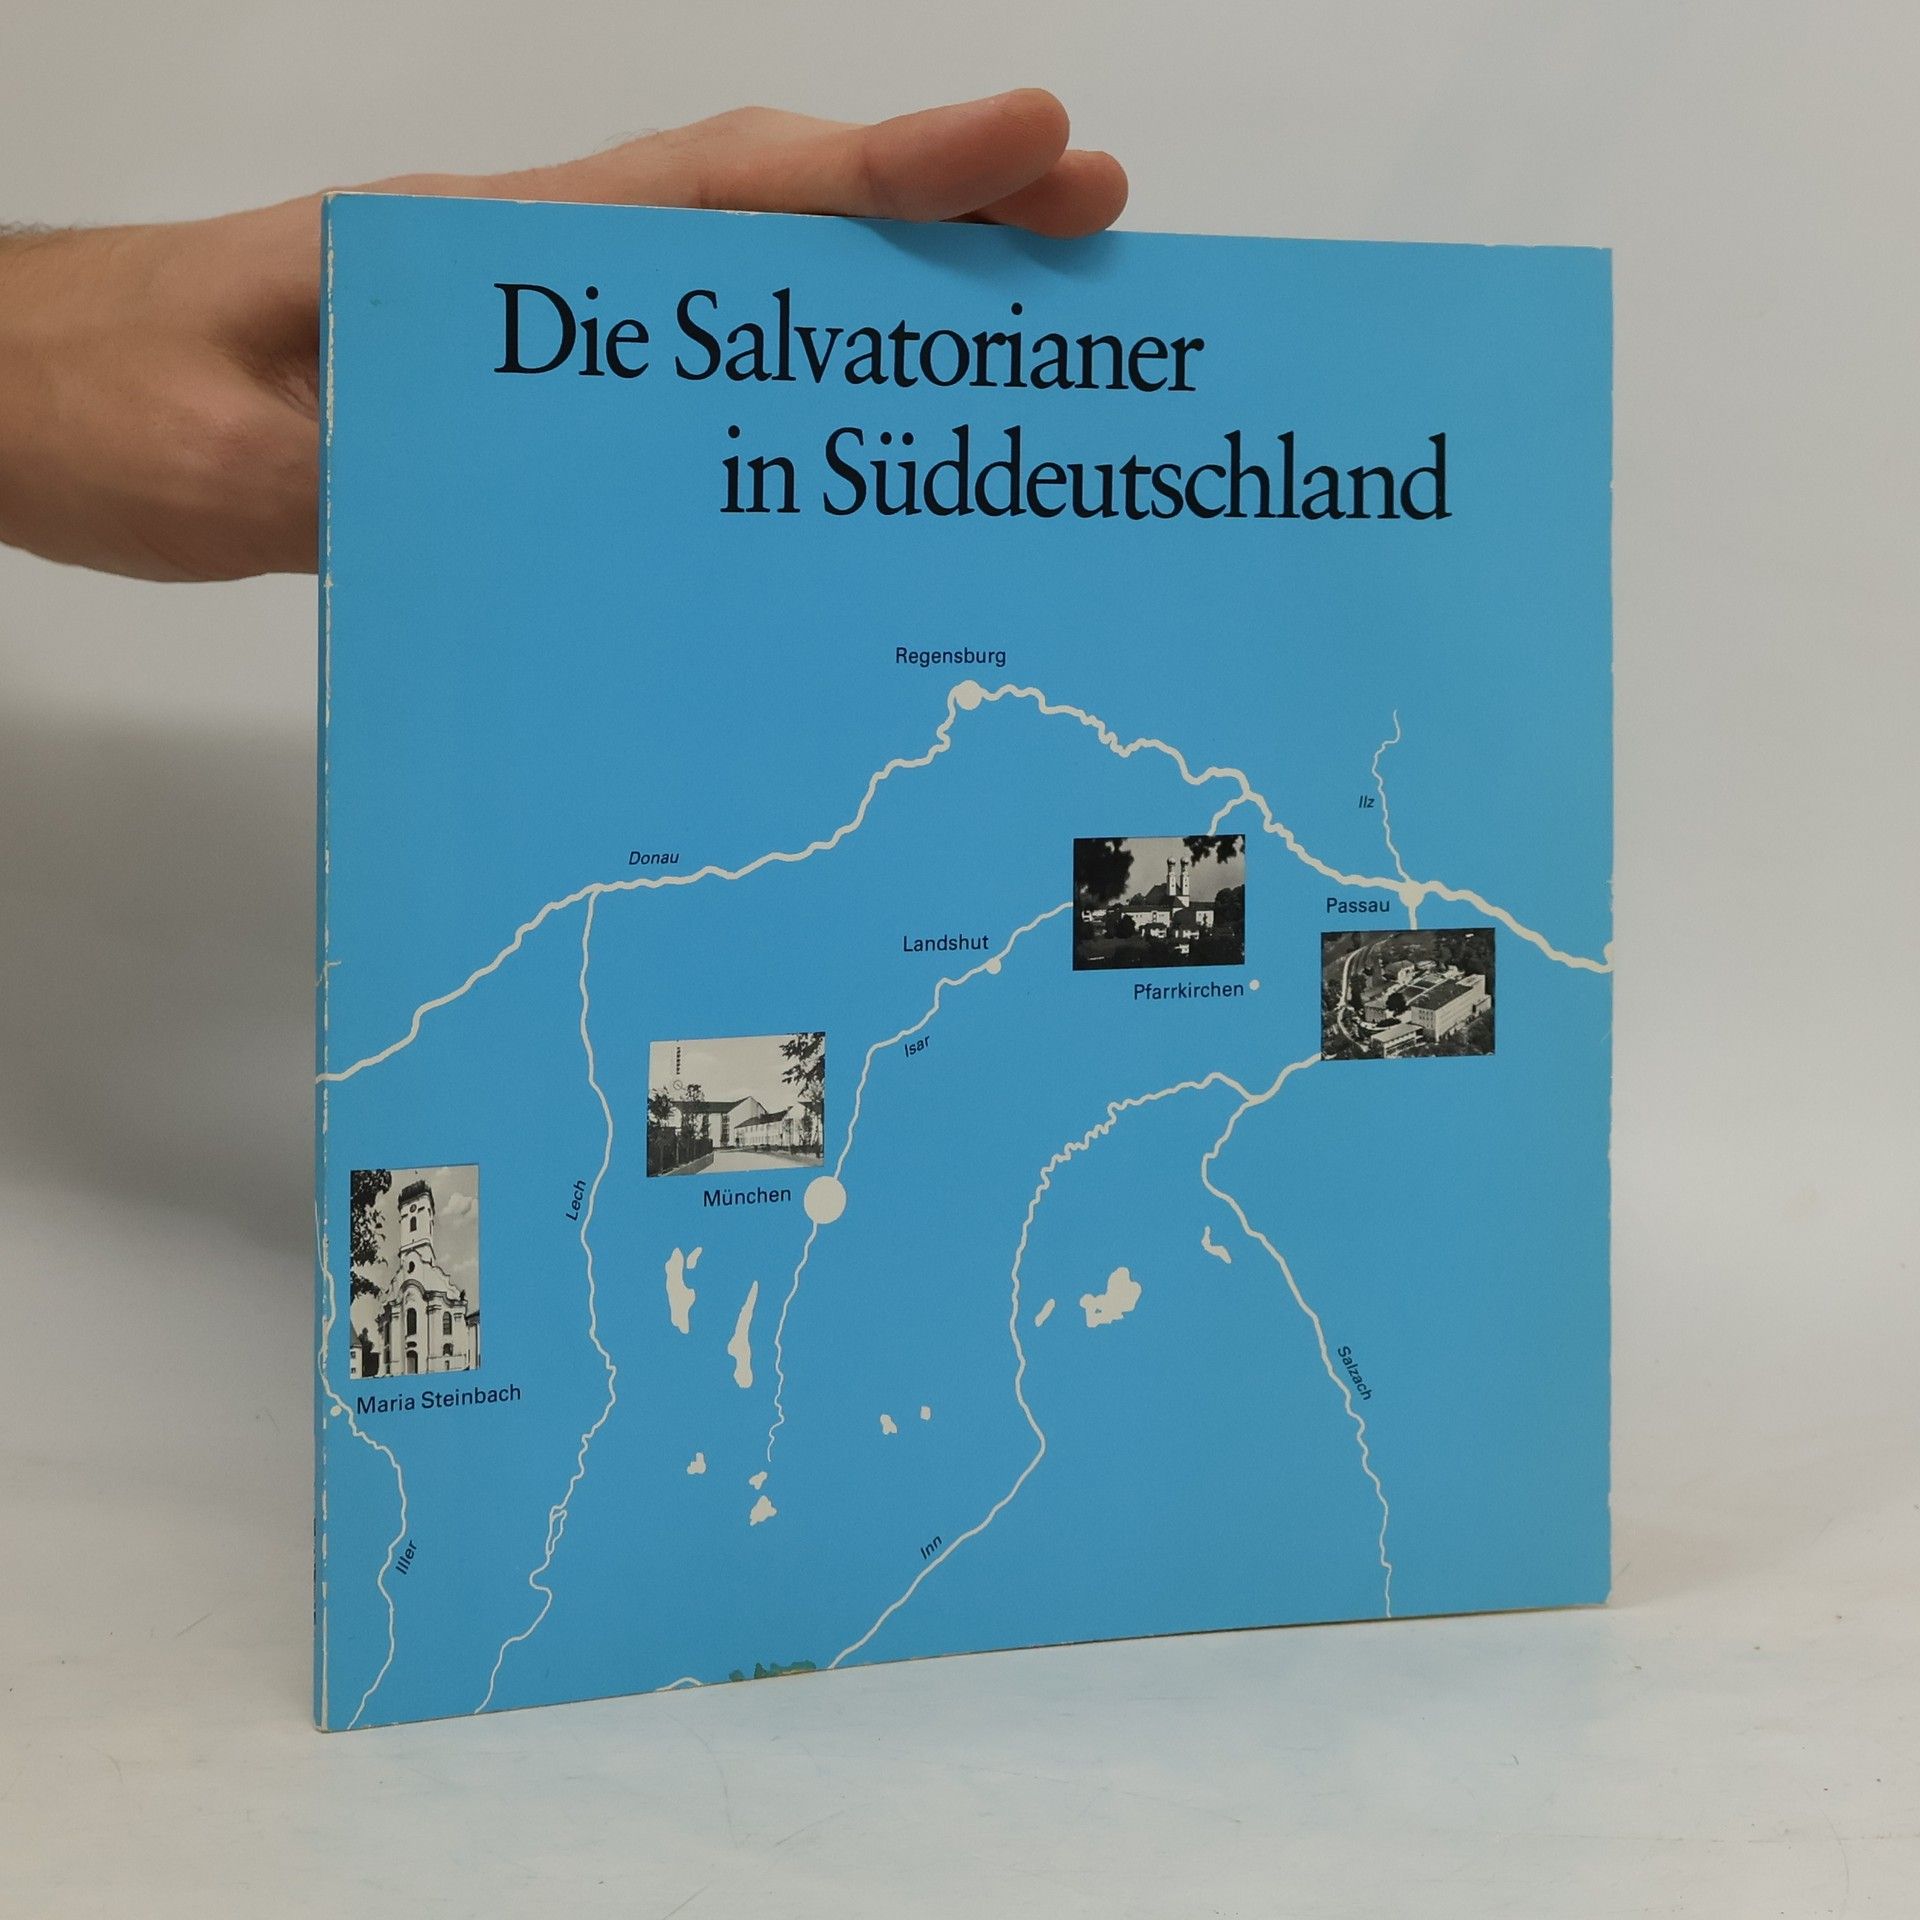 Die Salvatorianer
in Süddeutschland
Regensburg
Ilz
Donau
Passau
Landshut
Pfarrkirchen
Isar
München
Lech
Maria Steinbach
Salzach
Inn
Iller